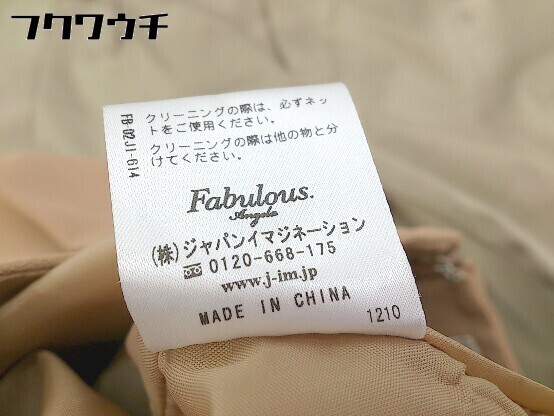 フクワウチ
FB-02J1-614
クリーニングの際は、必ずネッ
トをご使用ください。
クリーニングの際は他の物と分
けてください。
Fabulous.
Angela
(株)ジャパンイマジネーション
0120-668-175
www.j-im.jp
MADE IN CHINA
1210